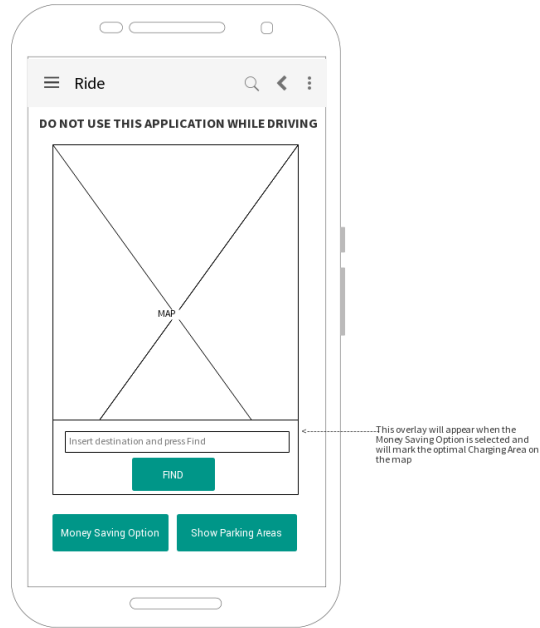 Ride
DO NOT USE THIS APPLICATION WHILE DRIVING
MAP
Insert destination and press Find
FIND
This overlay will appear when the
Money Saving Option is selected and
will mark the optimal Charging Area on
the map
Money Saving Option
Show Parking Areas